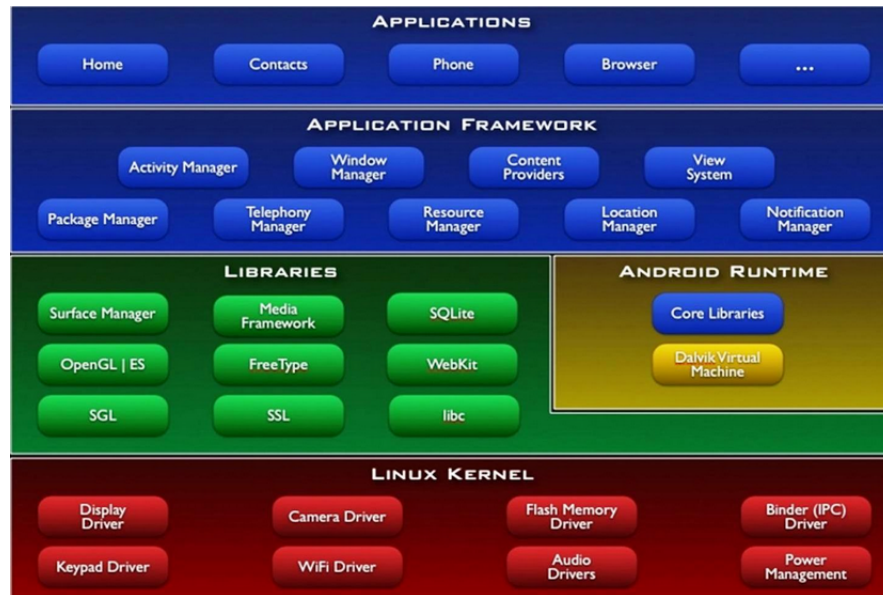 APPLICATIONS
Home
Contacts
Phone
Browser
...
APPLICATION FRAMEWORK
Activity Manager
Window
Manager
Content
Providers
View
System
Package Manager
Telephony
Manager
Resource
Manager
Location
Manager
Notification
Manager
LIBRARIES
Surface Manager
Media
Framework
SQLite
OpenGL | ES
FreeType
WebKit
SGL
SSL
libc
ANDROID RUNTIME
Core Libraries
Dalvik Virtual
Machine
LINUX KERNEL
Display
Driver
Camera Driver
Flash Memory
Driver
Binder (IPC)
Driver
Keypad Driver
WiFi Driver
Audio
Drivers
Power
Management